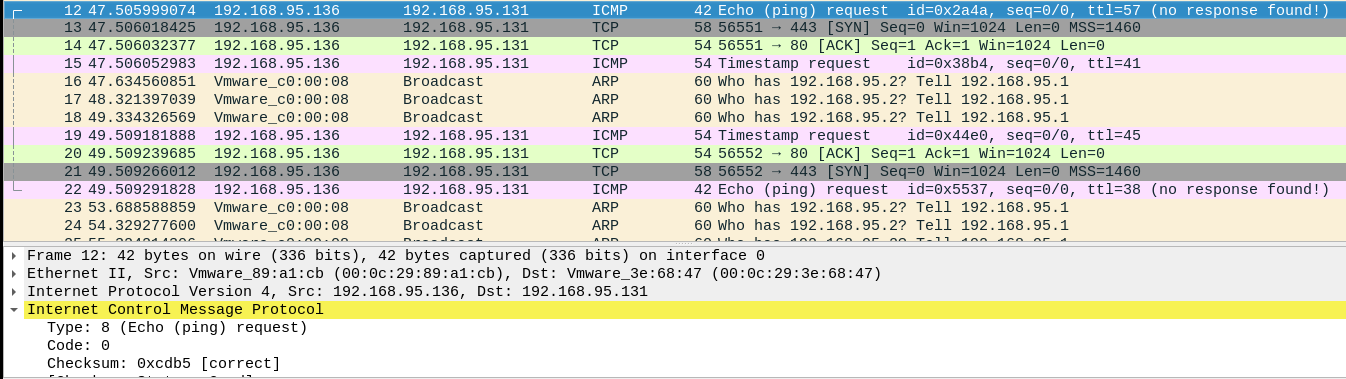 12 47.505999074 192.168.95.136 192.168.95.131 ICMP 42 Echo (ping) request id=0x2a4a, seq=0/0, ttl=57 (no response found!)
13 47.506018425 192.168.95.136 192.168.95.131 TCP 58 56551 → 443 [SYN] Seq=0 Win=1024 Len=0 MSS=1460
14 47.506032377 192.168.95.136 192.168.95.131 TCP 54 56551 → 80 [ACK] Seq=1 Ack=1 Win=1024 Len=0
15 47.506052983 192.168.95.136 192.168.95.131 ICMP 54 Timestamp request id=0x38b4, seq=0/0, ttl=41
16 47.634560851 Vmware_c0:00:08 Broadcast ARP 60 Who has 192.168.95.2? Tell 192.168.95.1
17 48.321397039 Vmware_c0:00:08 Broadcast ARP 60 Who has 192.168.95.2? Tell 192.168.95.1
18 49.334326569 Vmware_c0:00:08 Broadcast ARP 60 Who has 192.168.95.2? Tell 192.168.95.1
19 49.509181888 192.168.95.136 192.168.95.131 ICMP 54 Timestamp request id=0x44e0, seq=0/0, ttl=45
20 49.509239685 192.168.95.136 192.168.95.131 TCP 54 56552 → 80 [ACK] Seq=1 Ack=1 Win=1024 Len=0
21 49.509266012 192.168.95.136 192.168.95.131 TCP 58 56552 → 443 [SYN] Seq=0 Win=1024 Len=0 MSS=1460
22 49.509291828 192.168.95.136 192.168.95.131 ICMP 42 Echo (ping) request id=0x5537, seq=0/0, ttl=38 (no response found!)
23 53.688588859 Vmware_c0:00:08 Broadcast ARP 60 Who has 192.168.95.2? Tell 192.168.95.1
24 54.329277600 Vmware_c0:00:08 Broadcast ARP 60 Who has 192.168.95.2? Tell 192.168.95.1
Frame 12: 42 bytes on wire (336 bits), 42 bytes captured (336 bits) on interface 0
Ethernet II, Src: Vmware_89:a1:cb (00:0c:29:89:a1:cb), Dst: Vmware_3e:68:47 (00:0c:29:3e:68:47)
Internet Protocol Version 4, Src: 192.168.95.136, Dst: 192.168.95.131
Internet Control Message Protocol
Type: 8 (Echo (ping) request)
Code: 0
Checksum: 0xcdb5 [correct]